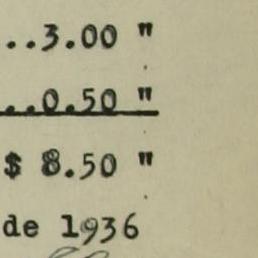 ..3.00 "
...0.50 "
$ 8.50 "
de 1936